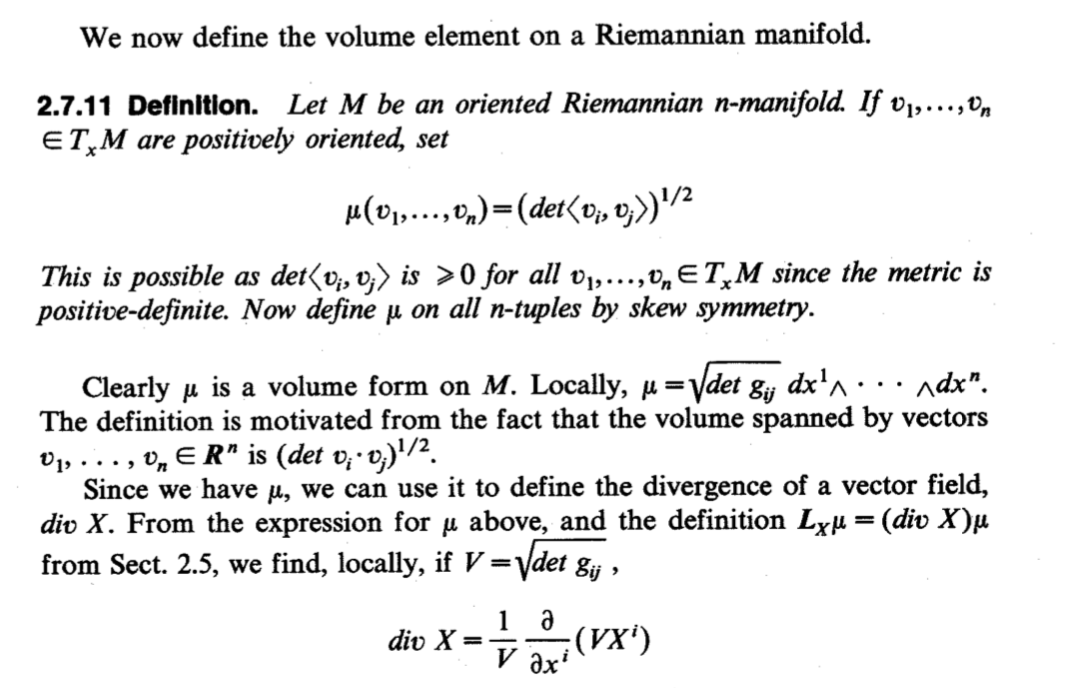 We now define the volume element on a Riemannian manifold.
2.7.11 Definition. Let M be an oriented Riemannian n-manifold. If v₁,...,vₙ
∈ TₓM are positively oriented, set
μ(v₁,...,vₙ)=(det⟨vᵢ, vⱼ⟩)^{1/2}
This is possible as det⟨vᵢ, vⱼ⟩ is ⩾0 for all v₁,...,vₙ∈TₓM since the metric is
positive-definite. Now define μ on all n-tuples by skew symmetry.
Clearly μ is a volume form on M. Locally, μ=√(det gᵢⱼ) dx¹∧ · · · ∧dxⁿ.
The definition is motivated from the fact that the volume spanned by vectors
v₁, . . . , vₙ ∈ Rⁿ is (det vᵢ·vⱼ)^{1/2}.
Since we have μ, we can use it to define the divergence of a vector field,
div X. From the expression for μ above, and the definition L_Xμ=(div X)μ
from Sect. 2.5, we find, locally, if V=√(det gᵢⱼ) ,
div X = 1/V ∂/∂xⁱ (VXⁱ)